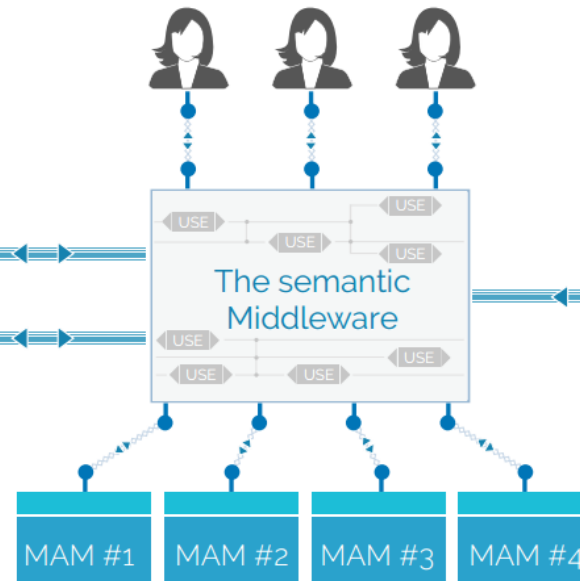 USE
USE
USE
USE
The semantic
Middleware
USE
USE
USE
USE
MAM #1
MAM #2
MAM #3
MAM #4